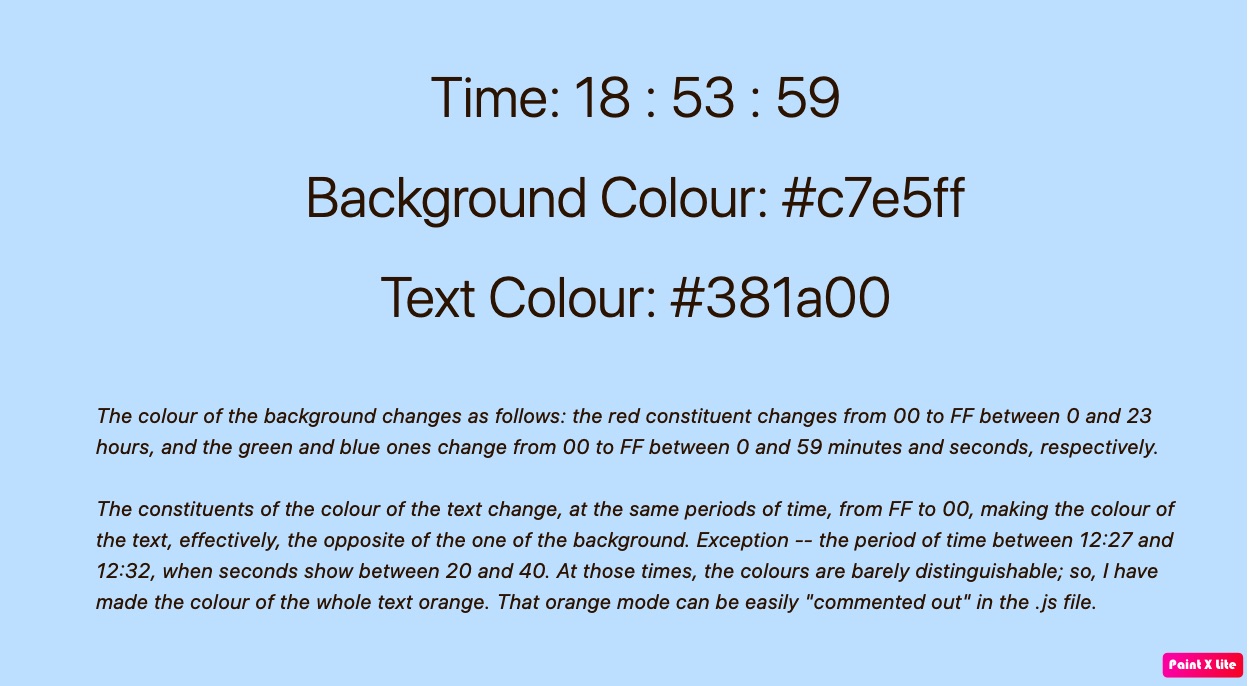 Time: 18 : 53 : 59
Background Colour: #c7e5ff
Text Colour: #381a00
The colour of the background changes as follows: the red constituent changes from 00 to FF between 0 and 23
hours, and the green and blue ones change from 00 to FF between 0 and 59 minutes and seconds, respectively.
The constituents of the colour of the text change, at the same periods of time, from FF to 00, making the colour of
the text, effectively, the opposite of the one of the background. Exception -- the period of time between 12:27 and
12:32, when seconds show between 20 and 40. At those times, the colours are barely distinguishable; so, I have
made the colour of the whole text orange. That orange mode can be easily "commented out" in the .js file.
Paint X Lite